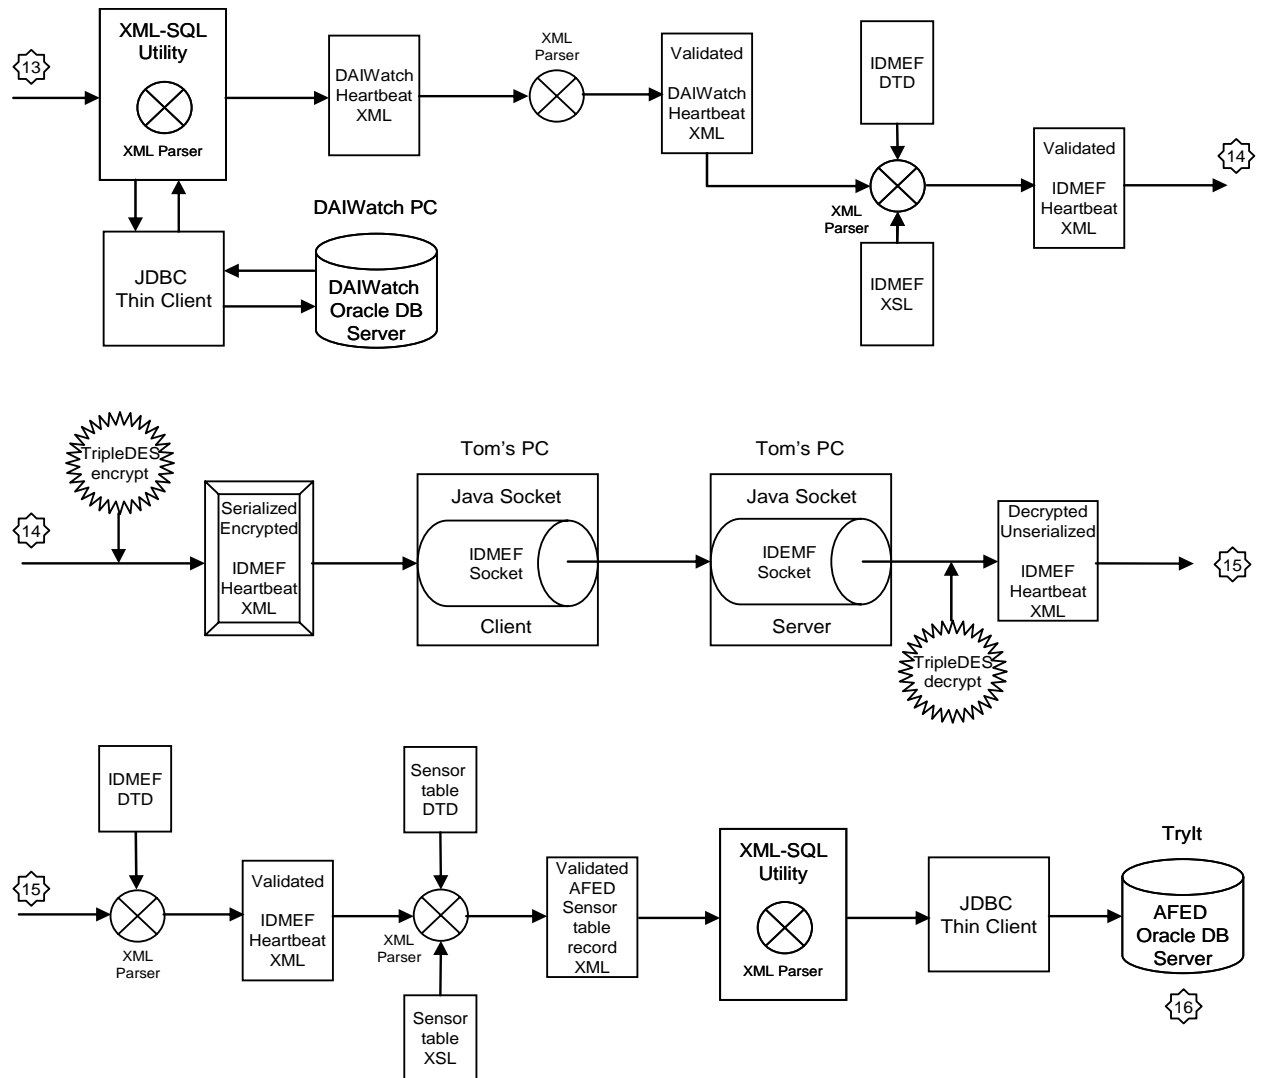 XML-SQL
Utility
XML Parser
13
DAIWatch
Heartbeat
XML
XML
Parser
Validated
DAIWatch
Heartbeat
XML
IDMEF
DTD
XML
Parser
IDMEF
XSL
Validated
IDMEF
Heartbeat
XML
14
JDBC
Thin Client
DAIWatch PC
DAIWatch
Oracle DB
Server
TripleDES
encrypt
14
Serialized
Encrypted
IDMEF
Heartbeat
XML
Tom's PC
Java Socket
IDMEF
Socket
Client
Tom's PC
Java Socket
IDEMF
Socket
Server
TripleDES
decrypt
Decrypted
Unserialized
IDMEF
Heartbeat
XML
15
IDMEF
DTD
15
XML
Parser
Validated
IDMEF
Heartbeat
XML
Sensor
table
DTD
XML
Parser
Sensor
table
XSL
Validated
AFED
Sensor
table
record
XML
XML-SQL
Utility
XML Parser
JDBC
Thin Client
TryIt
AFED
Oracle DB
Server
16